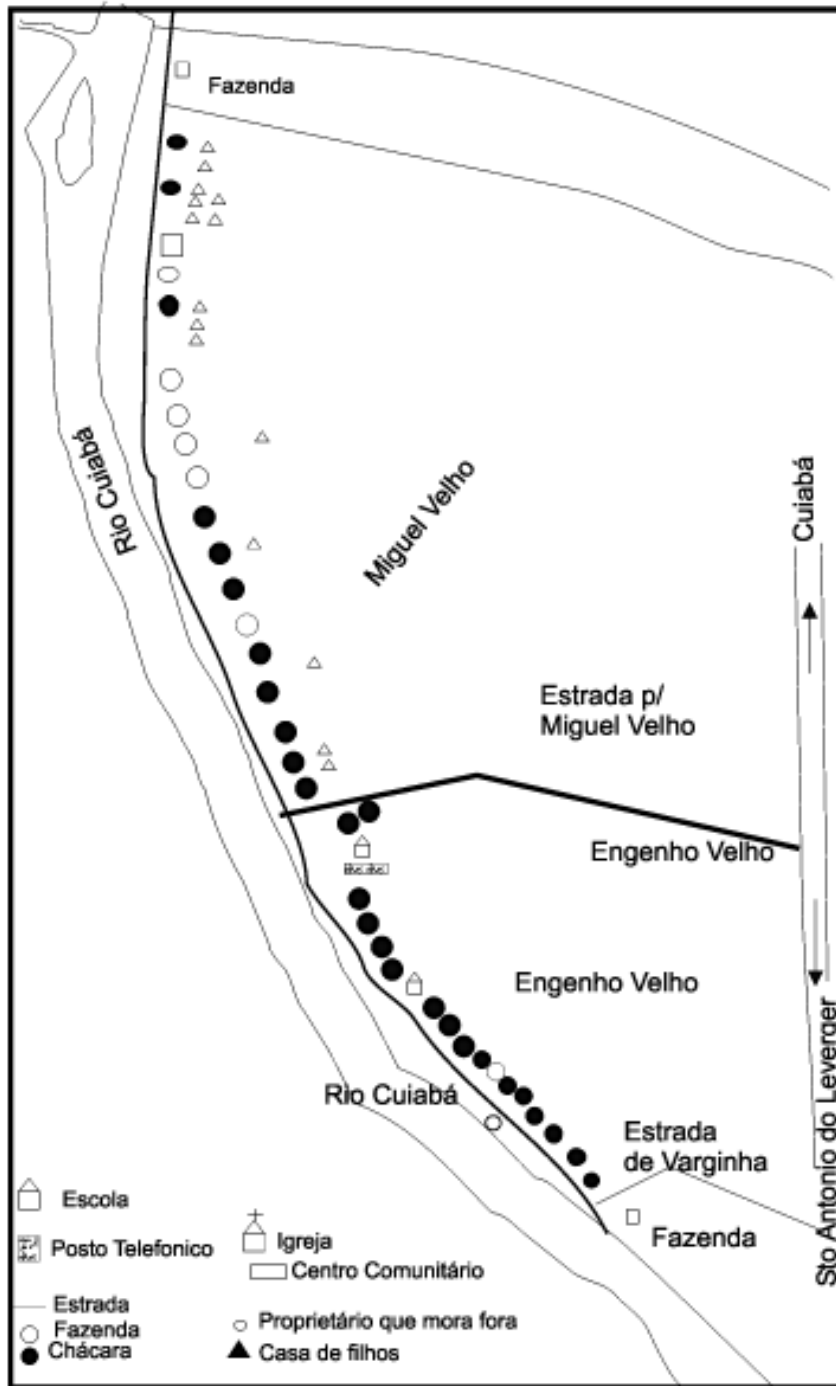 Fazenda
Rio Cuiabá
Miguel Velho
Cuiabá
Estrada p/
Miguel Velho
Engenho Velho
Engenho Velho
Rio Cuiabá
Estrada
de Varginha
Sto Antonio do Leverger
Fazenda
Escola
Posto Telefonico
Igreja
Centro Comunitário
Estrada
Fazenda
Chácara
Proprietário que mora fora
Casa de filhos